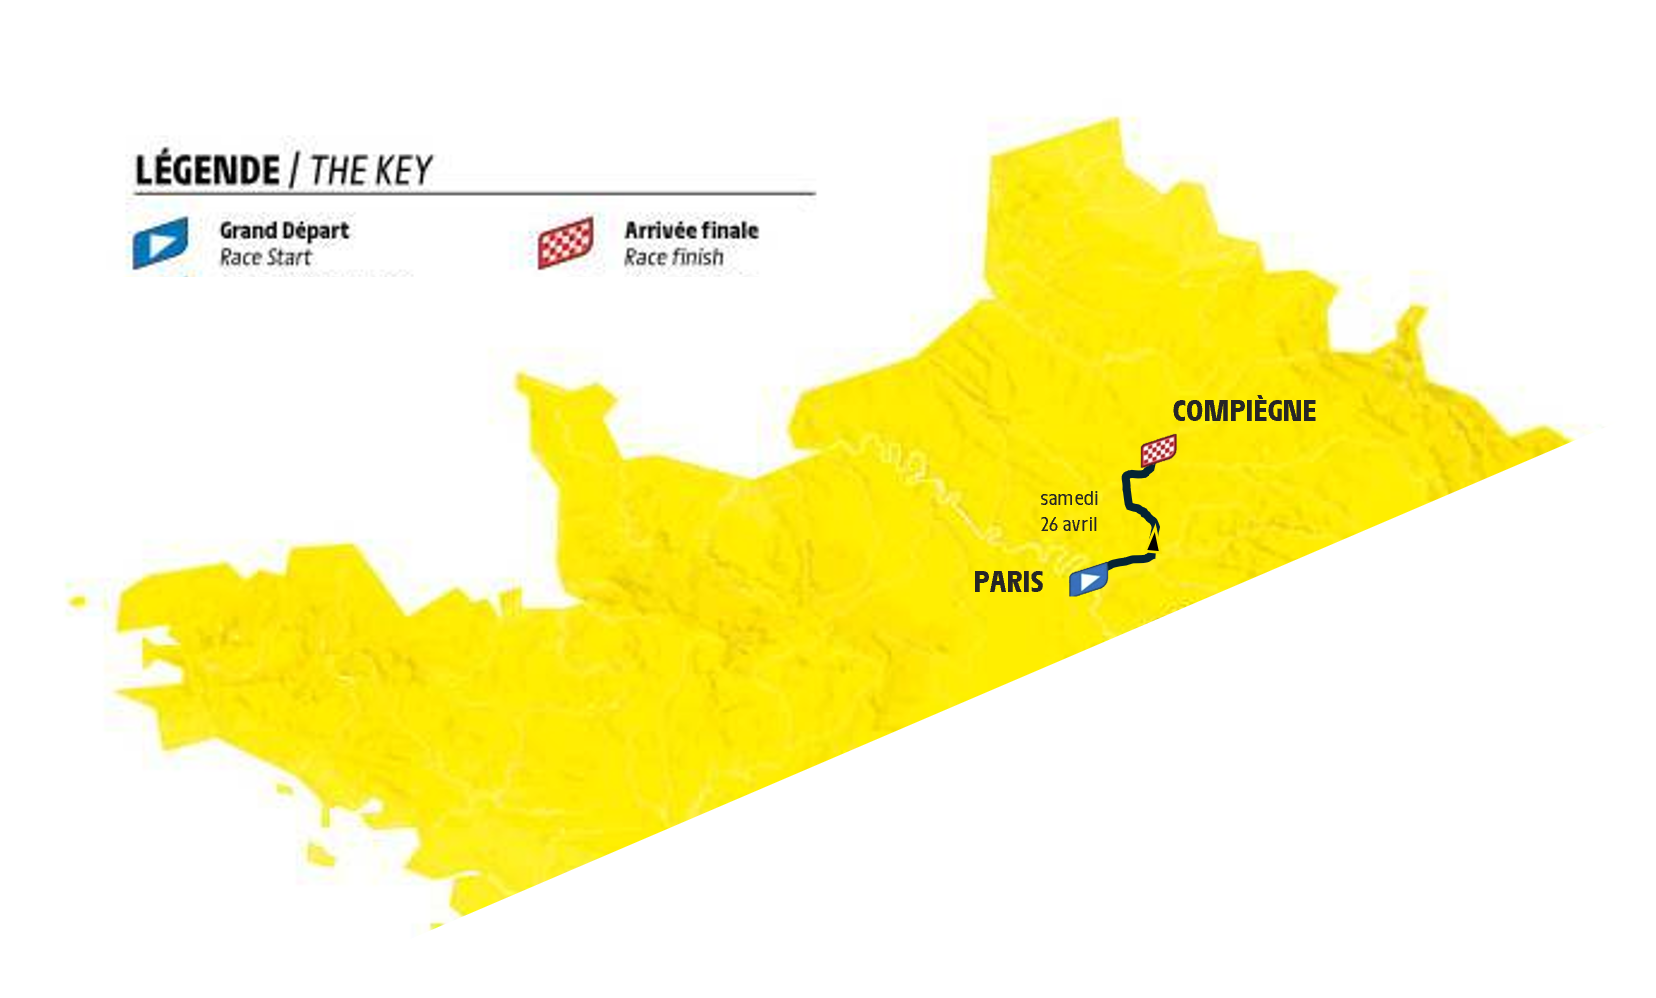 LÉGENDE / THE KEY
Grand Départ
Race Start
Arrivée finale
Race finish
COMPIÈGNE
samedi
26 avril
PARIS